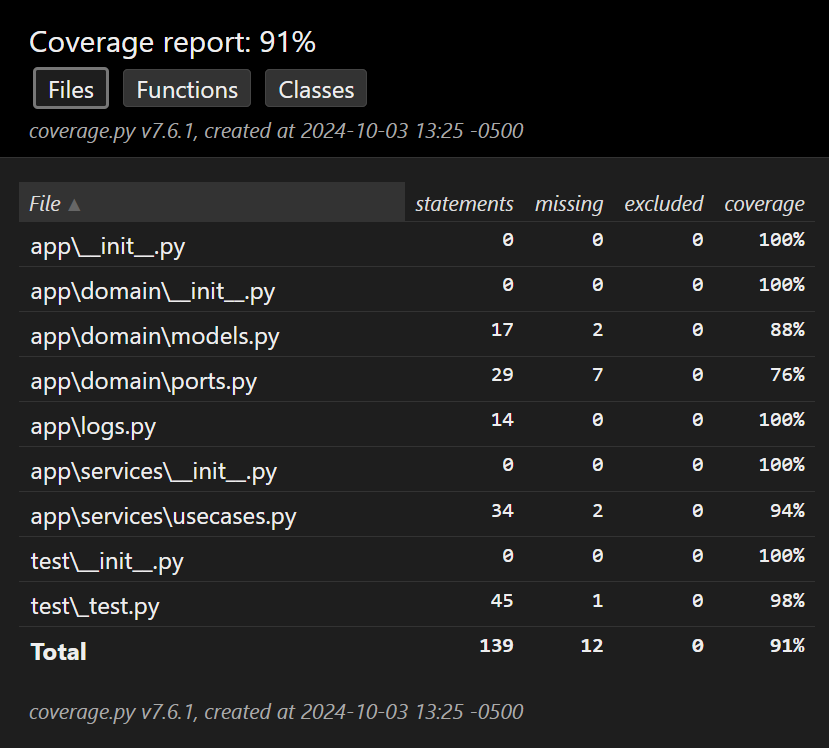 Coverage report: 91%
Files Functions Classes
coverage.py v7.6.1, created at 2024-10-03 13:25 -0500
File ▲ statements missing excluded coverage
app\__init__.py 0 0 0 100%
app\domain\__init__.py 0 0 0 100%
app\domain\models.py 17 2 0 88%
app\domain\ports.py 29 7 0 76%
app\logs.py 14 0 0 100%
app\services\__init__.py 0 0 0 100%
app\services\usecases.py 34 2 0 94%
test\__init__.py 0 0 0 100%
test\_test.py 45 1 0 98%
Total 139 12 0 91%
coverage.py v7.6.1, created at 2024-10-03 13:25 -0500